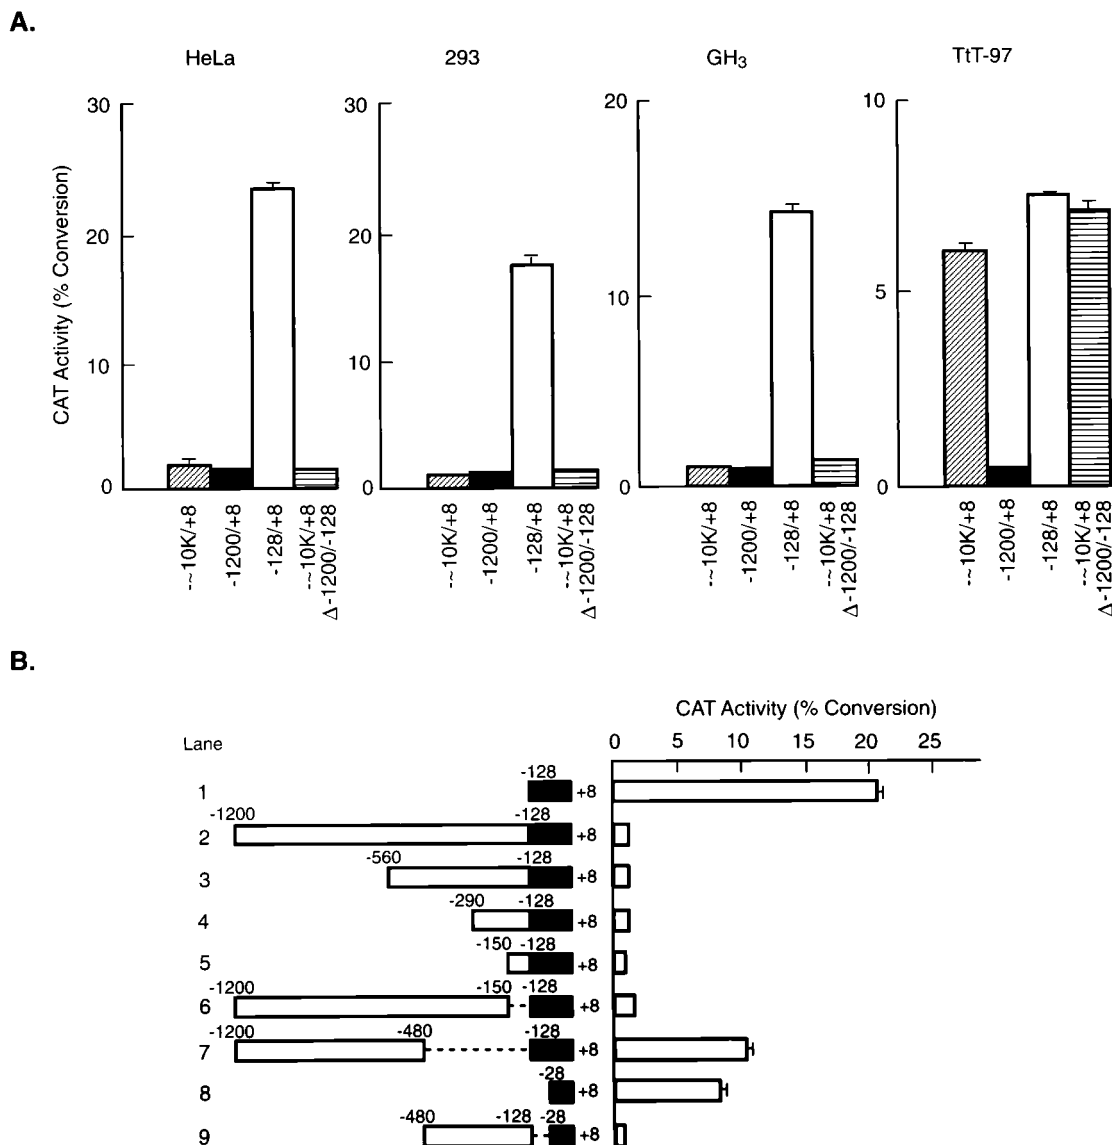 A.
HeLa 293 GH3 TtT-97
CAT Activity (% Conversion)
30 30 20 10
20 20
10 10 10 5
0 0 0 0
--~10K/+8 -1200/+8 -128/+8 --~10K/+8 Δ-1200/-128
--~10K/+8 -1200/+8 -128/+8 --~10K/+8 Δ-1200/-128
--~10K/+8 -1200/+8 -128/+8 --~10K/+8 Δ-1200/-128
--~10K/+8 -1200/+8 -128/+8 --~10K/+8 Δ-1200/-128
B.
CAT Activity (% Conversion)
Lane
0 5 10 15 20 25
-128
1 +8
-1200 -128
2 +8
-560 -128
3 +8
-290 -128
4 +8
-150 -128
5 +8
-1200 -150 -128
6 +8
-1200 -480 -128
7 +8
-28
8 +8
-480 -128 -28
9 +8